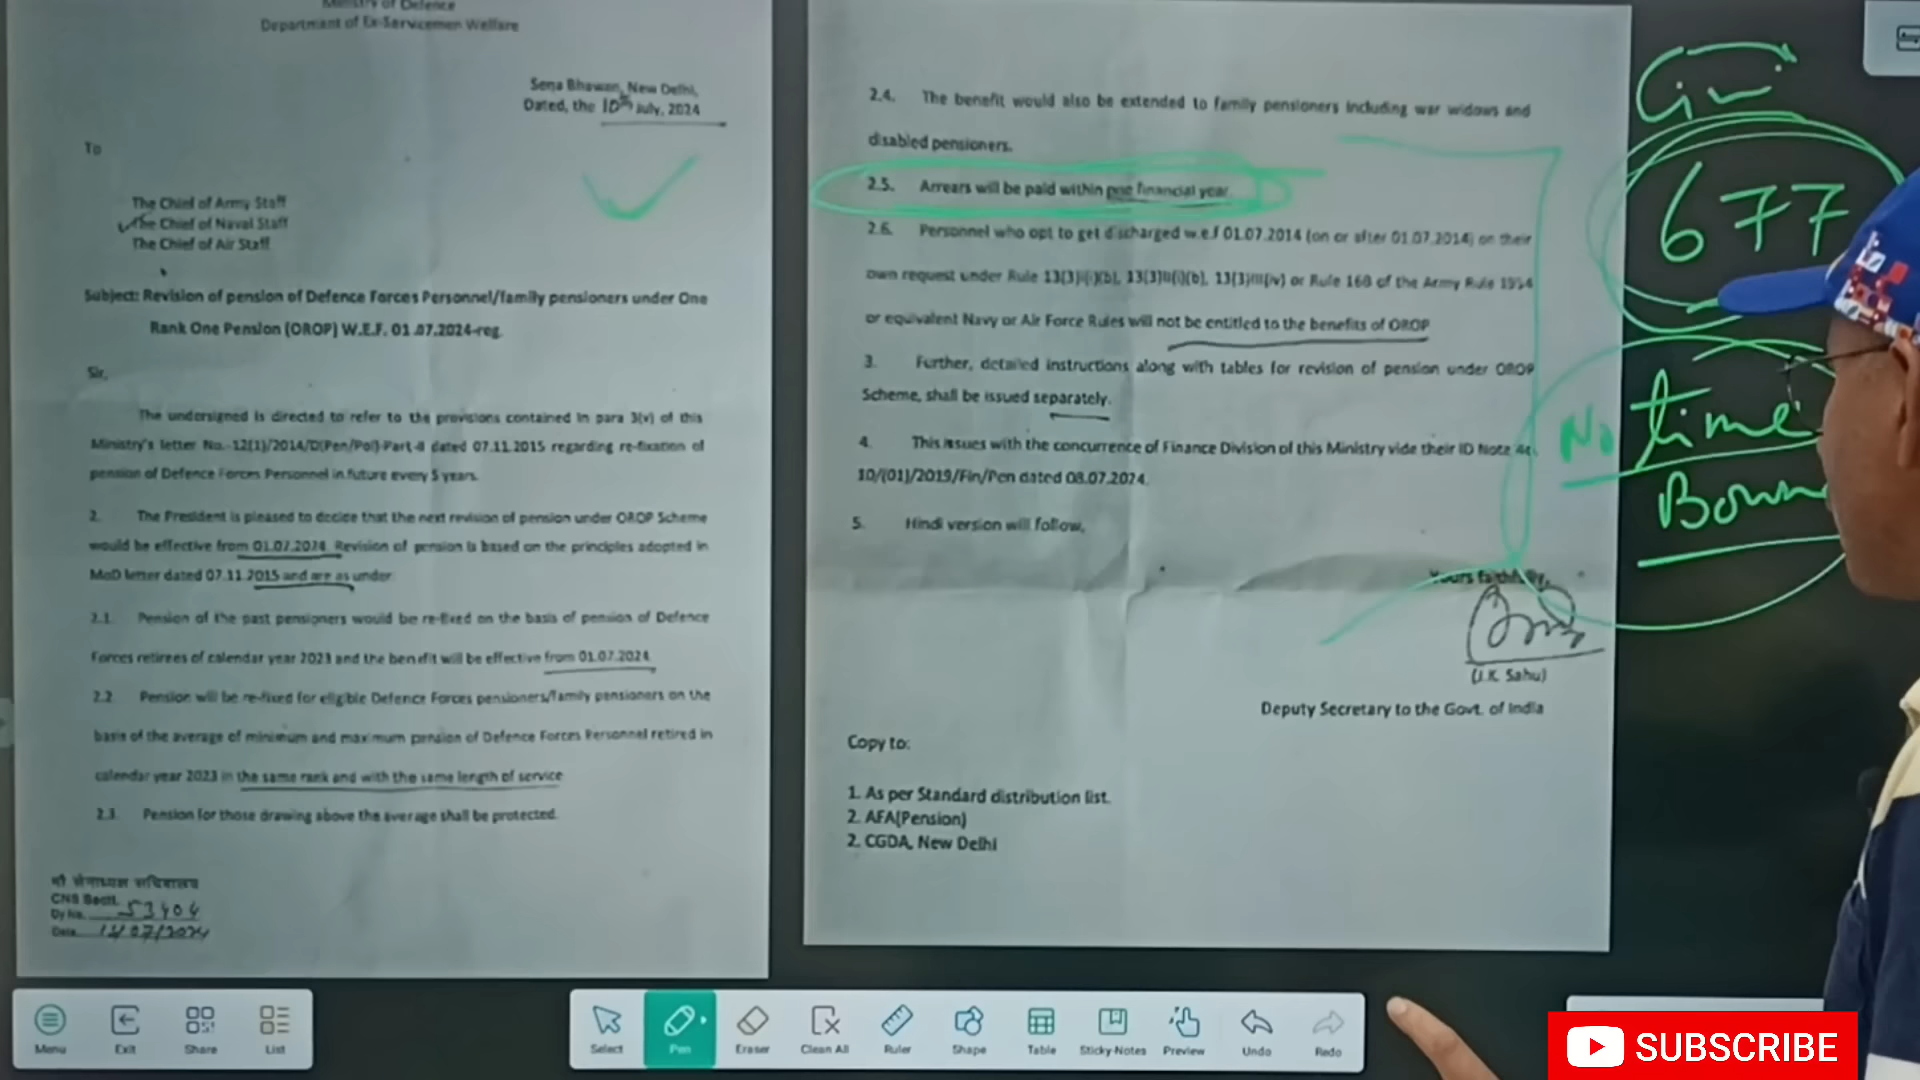 Ministry of Defence
Department of Ex-Servicemen Welfare
Sena Bhawan, New Delhi,
Dated, the 10th July, 2024
To
The Chief of Army Staff
The Chief of Naval Staff
The Chief of Air Staff
Subject: Revision of pension of Defence Forces Personnel/family pensioners under One
Rank One Pension (OROP) W.E.F. 01.07.2024-reg.
Sir,
The undersigned is directed to refer to the provisions contained in para 3(v) of this
Ministry's letter No.-12(1)/2014/D(Pen/Pol)-Part-II dated 07.11.2015 regarding re-fixation of
pension of Defence Forces Personnel in future every 5 years.
2. The President is pleased to decide that the next revision of pension under OROP Scheme
would be effective from 01.07.2024. Revision of pension is based on the principles adopted in
MoD letter dated 07.11.2015 and are as under:
2.1. Pension of the past pensioners would be re-fixed on the basis of pension of Defence
Forces retirees of calendar year 2023 and the benefit will be effective from 01.07.2024.
2.2 Pension will be re-fixed for eligible Defence Forces pensioners/family pensioners on the
basis of the average of minimum and maximum pension of Defence Forces Personnel retired in
calendar year 2023 in the same rank and with the same length of service
2.3. Pension for those drawing above the average shall be protected.
नौ सेनाध्यक्ष सचिवालय
CNS Sectt.
Dy No. 53404
Date 12/07/2024
2.4. The benefit would also be extended to family pensioners including war widows and
disabled pensioners.
2.5. Arrears will be paid within one financial year.
2.6. Personnel who opt to get discharged w.e.f 01.07.2014 (on or after 01.07.2014) on their
own request under Rule 13(3)I(i)(b), 13(3)II(i)(b), 13(3)III(iv) or Rule 16B of the Army Rule 1954
or equivalent Navy or Air Force Rules will not be entitled to the benefits of OROP
3. Further, detailed instructions along with tables for revision of pension under OROP
Scheme, shall be issued separately.
4. This issues with the concurrence of Finance Division of this Ministry vide their ID Note
10/(01)/2019/Fin/Pen dated 08.07.2024.
5. Hindi version will follow.
Yours faithfully,
(J.K. Sahu)
Deputy Secretary to the Govt. of India
Copy to:
1. As per Standard distribution list.
2. AFA(Pension)
2. CGDA, New Delhi
677
No time
Boun
Menu Exit Share List
Select Pen Eraser Clean All Ruler Shape Table Sticky-Notes Preview Undo Redo
SUBSCRIBE